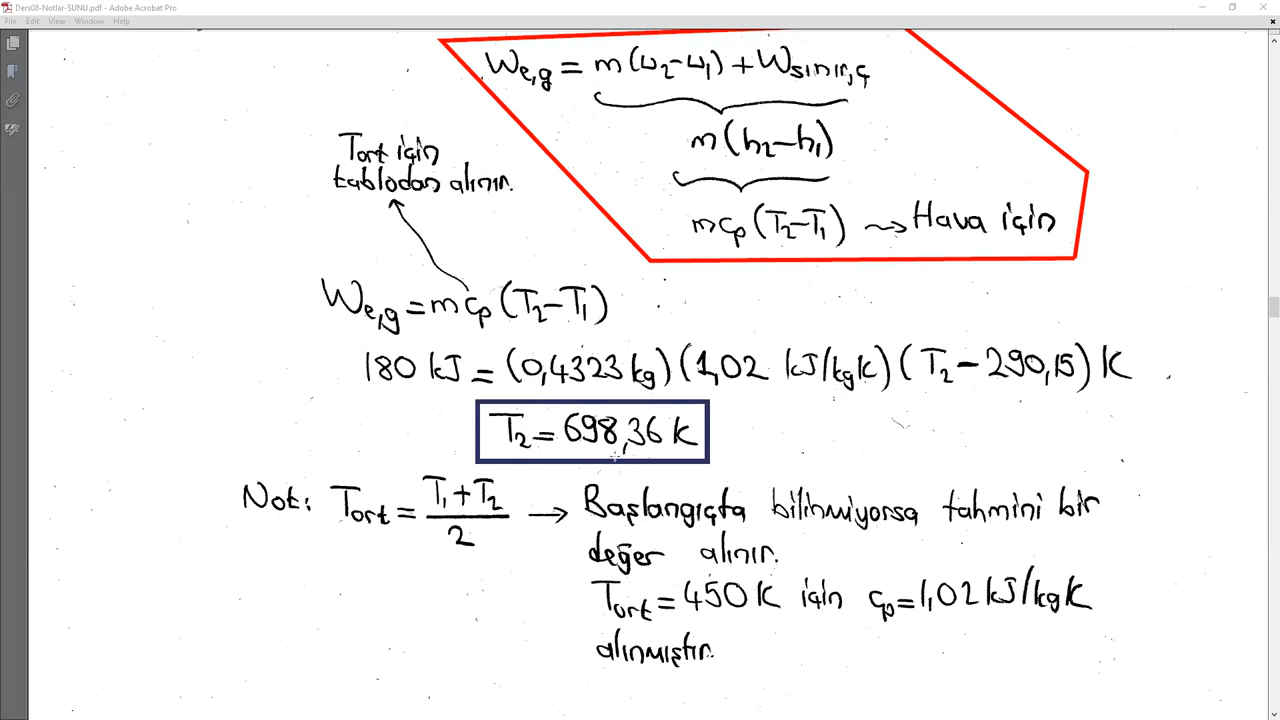 Ders08-Notlar-SUNU.pdf - Adobe Acrobat Pro
File Edit View Window Help
We,g = m(u2-u1) + Wsınır,ç
m(h2-h1)
Tort için
tablodan alınır.
mcp(T2-T1) ⤳ Hava için
We,g = mcp(T2-T1)
180 kJ = (0,4323 kg)(1,02 kJ/kgK)(T2 - 290,15) K
T2 = 698,36 K
Not: Tort = (T1+T2)/2 → Başlangıçta bilinmiyorsa tahmini bir
değer alınır.
Tort = 450 K için cp = 1,02 kJ/kgK
alınmıştır.